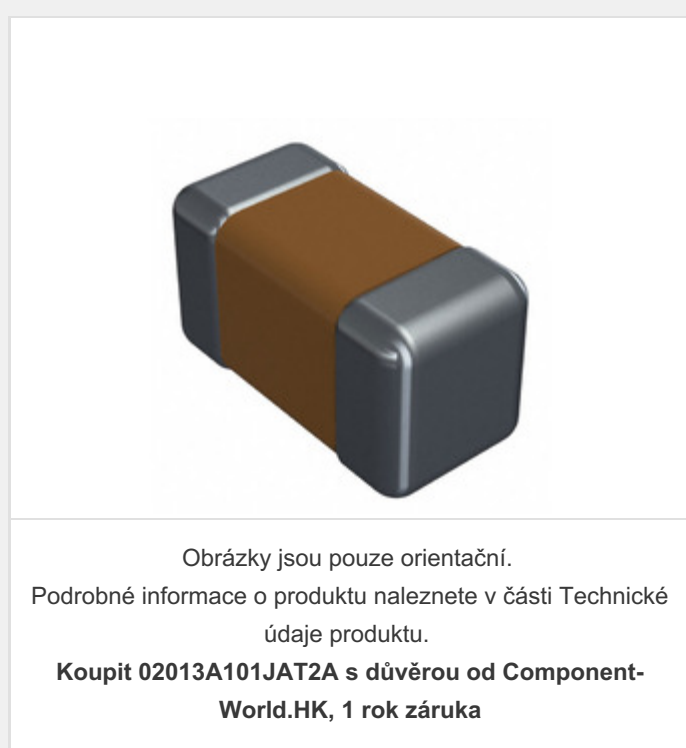 Obrázky jsou pouze orientační.
Podrobné informace o produktu naleznete v části Technické
údaje produktu.
Koupit 02013A101JAT2A s důvěrou od Component-
World.HK, 1 rok záruka